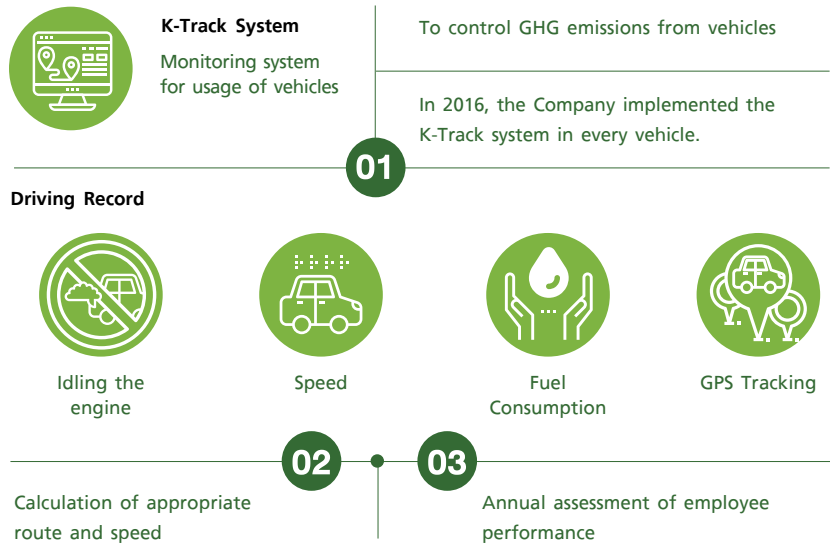 K-Track System
Monitoring system
for usage of vehicles
To control GHG emissions from vehicles
In 2016, the Company implemented the
K-Track system in every vehicle.
01
Driving Record
Idling the
engine
Speed
Fuel
Consumption
GPS Tracking
02
03
Calculation of appropriate
route and speed
Annual assessment of employee
performance